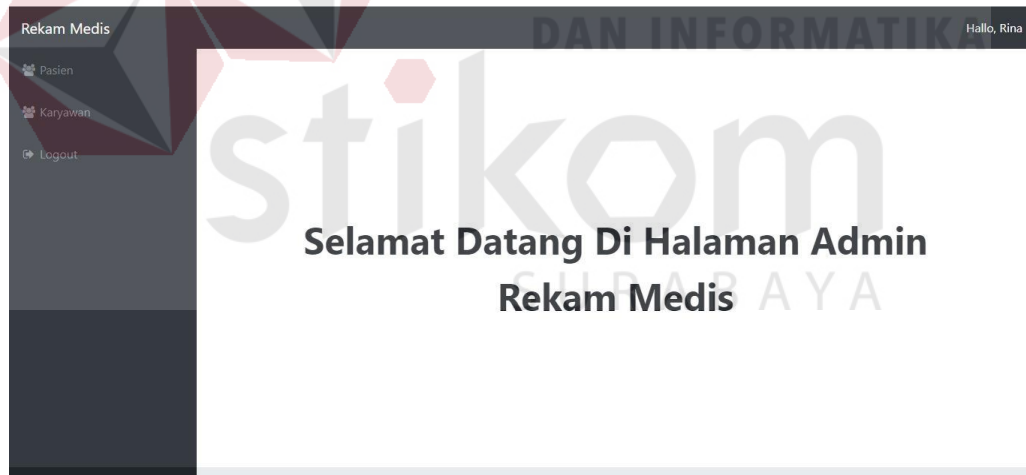 DAN INFORMATIKA
Rekam Medis
Hallo, Rina
Pasien
Karyawan
Logout
stikom
Selamat Datang Di Halaman Admin
Rekam Medis
SURABAYA